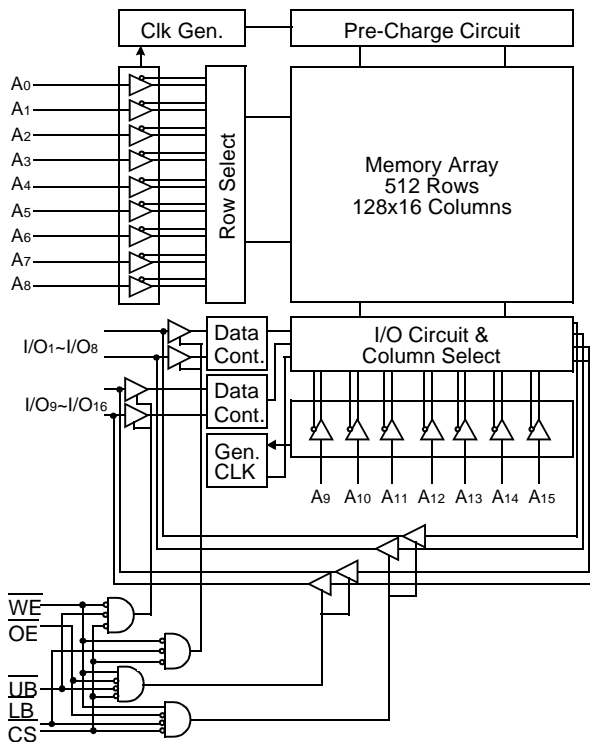 Clk Gen.
Pre-Charge Circuit
A0
A1
A2
A3
A4
A5
A6
A7
A8
Row Select
Memory Array
512 Rows
128x16 Columns
I/O1~I/O8
Data
Cont.
I/O Circuit &
Column Select
I/O9~I/O16
Data
Cont.
Gen.
CLK
A9 A10 A11 A12 A13 A14 A15
WE
OE
UB
LB
CS